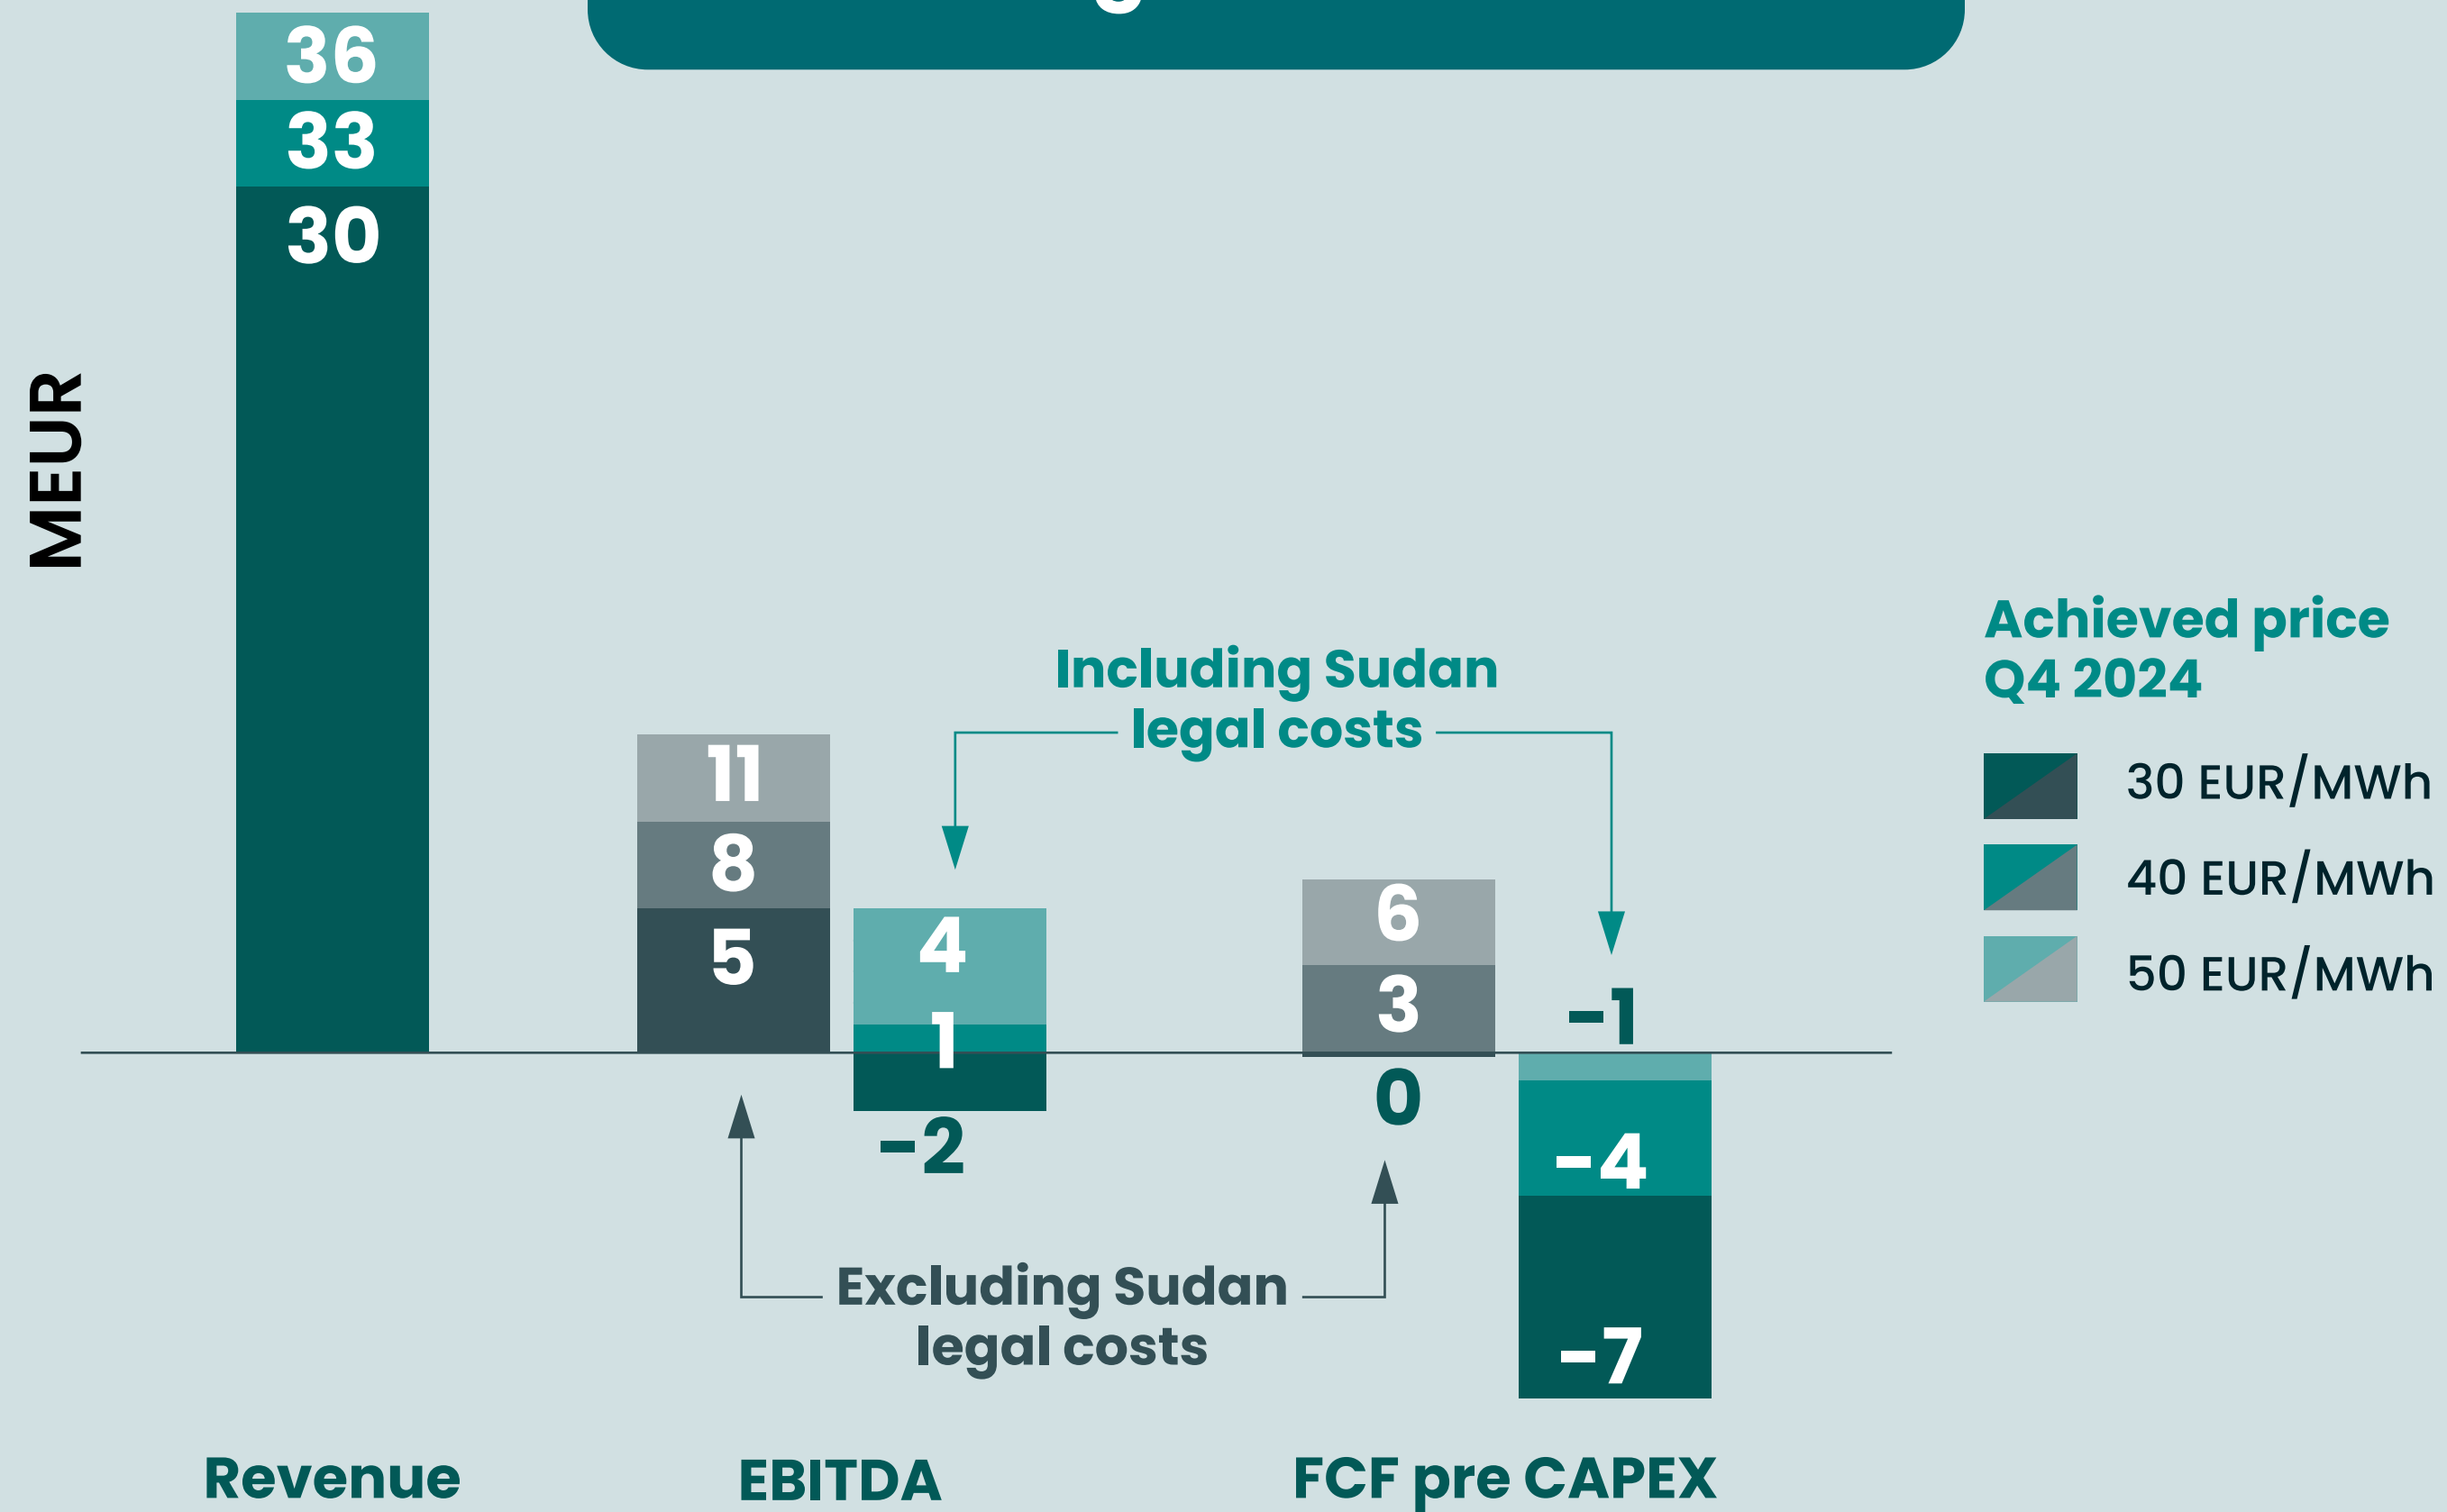 36
33
30
MEUR
11
8
5
Including Sudan
legal costs
4
1
-2
6
3
0
-1
-4
-7
Excluding Sudan
legal costs
Achieved price
Q4 2024
30 EUR/MWh
40 EUR/MWh
50 EUR/MWh
Revenue
EBITDA
FCF pre CAPEX